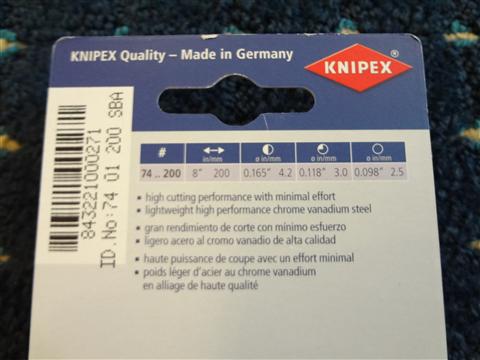 KNIPEX Quality – Made in Germany
KNIPEX ®
# in/mm ø in/mm ø in/mm ø in/mm
74 .. 200 8" 200 0.165" 4.2 0.118" 3.0 0.098" 2.5
• high cutting performance with minimal effort
• lightweight high performance chrome vanadium steel
• gran rendimiento de corte con mínimo esfuerzo
• ligero acero al cromo vanadio de alta calidad
• haute puissance de coupe avec un effort minimal
• poids léger d'acier au chrome vanadium
en alliage de haute qualité
843221000271
ID.No:74 01 200 SBA